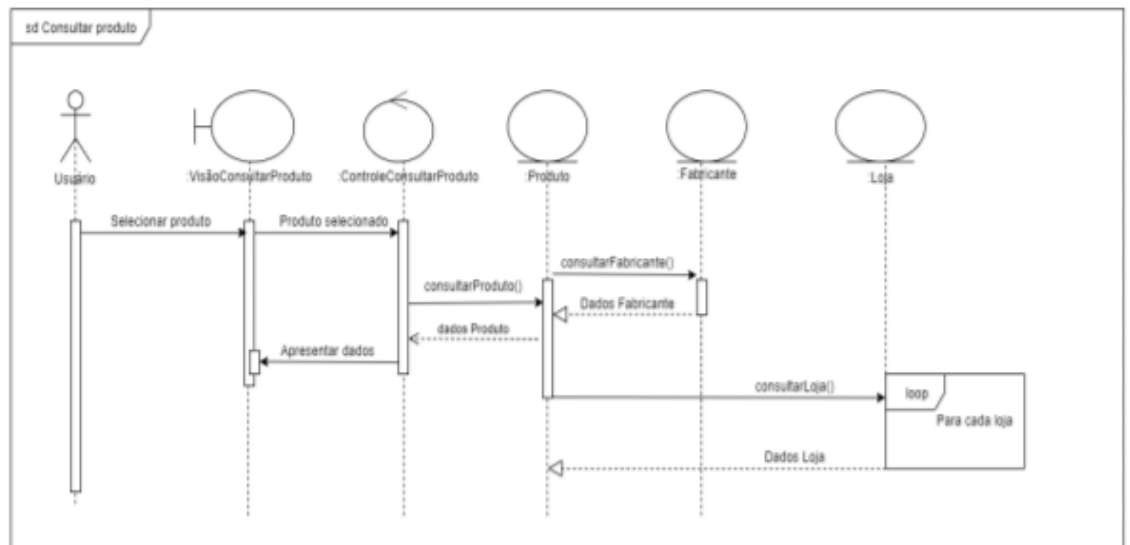 sd Consultar produto
Usuário
:VisãoConsultarProduto
:ControleConsultarProduto
:Produto
:Fabricante
:Loja
Selecionar produto
Produto selecionado
consultarFabricante()
consultarProduto()
Dados Fabricante
dados Produto
Apresentar dados
consultarLoja()
loop
Para cada loja
Dados Loja